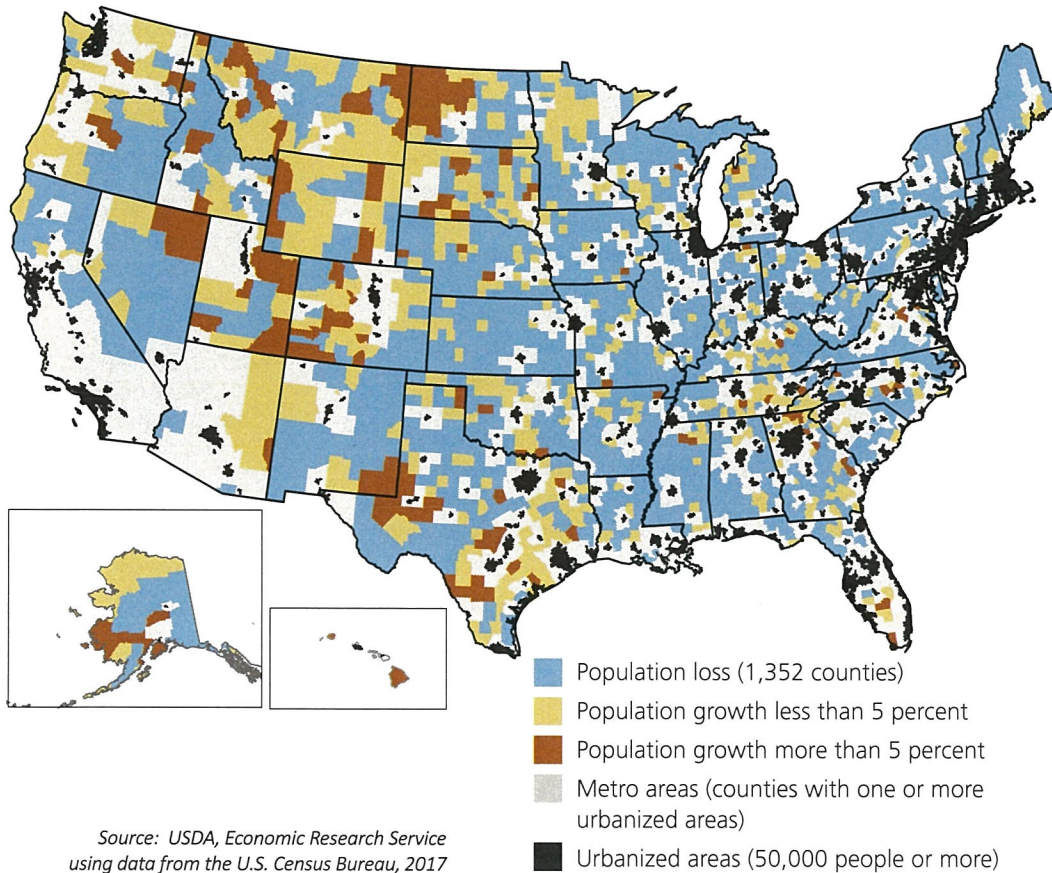 Population loss (1,352 counties)
Population growth less than 5 percent
Population growth more than 5 percent
Metro areas (counties with one or more
urbanized areas)
Urbanized areas (50,000 people or more)
Source: USDA, Economic Research Service
using data from the U.S. Census Bureau, 2017